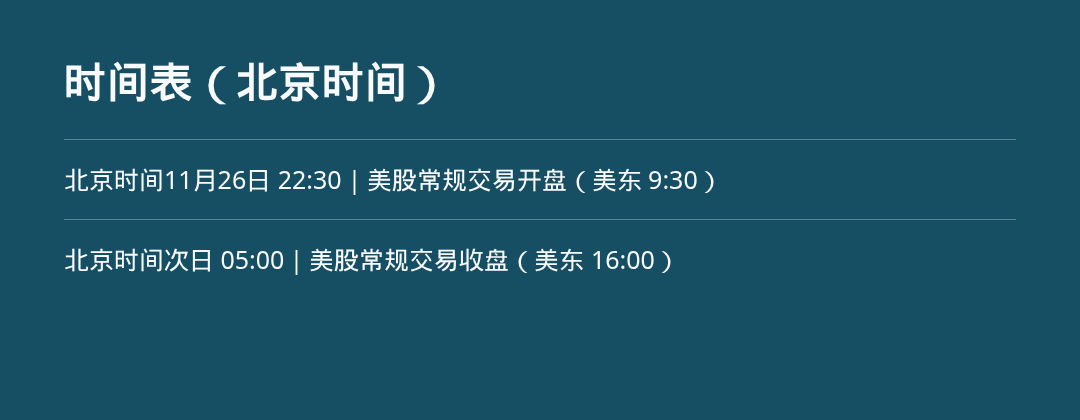 时间表（北京时间）
北京时间11月26日 22:30 | 美股常规交易开盘（美东 9:30）
北京时间次日 05:00 | 美股常规交易收盘（美东 16:00）